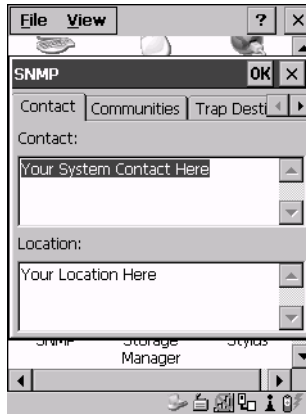 File View ? ×
SNMP OK ×
Contact Communities Trap Desti
Contact:
Your System Contact Here
Location:
Your Location Here
SNMP Storage Stylus
Manager